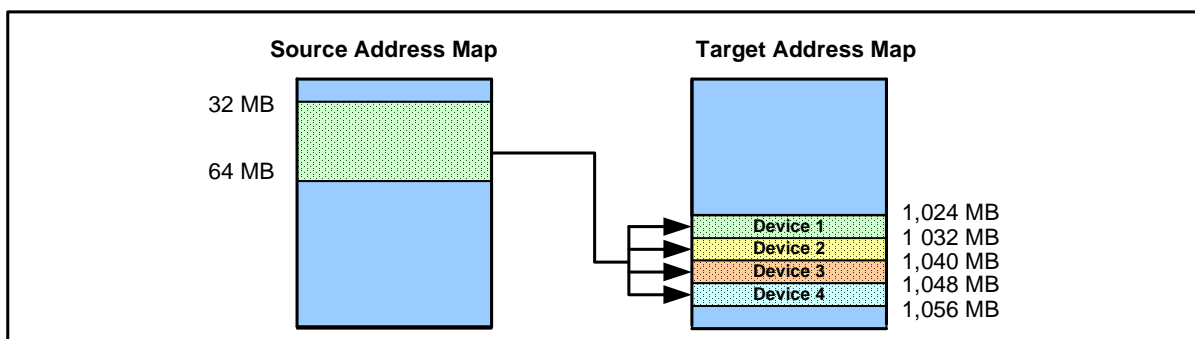 Source Address Map
Target Address Map
32 MB
64 MB
1,024 MB
Device 1
1 032 MB
Device 2
1,040 MB
Device 3
1,048 MB
Device 4
1,056 MB